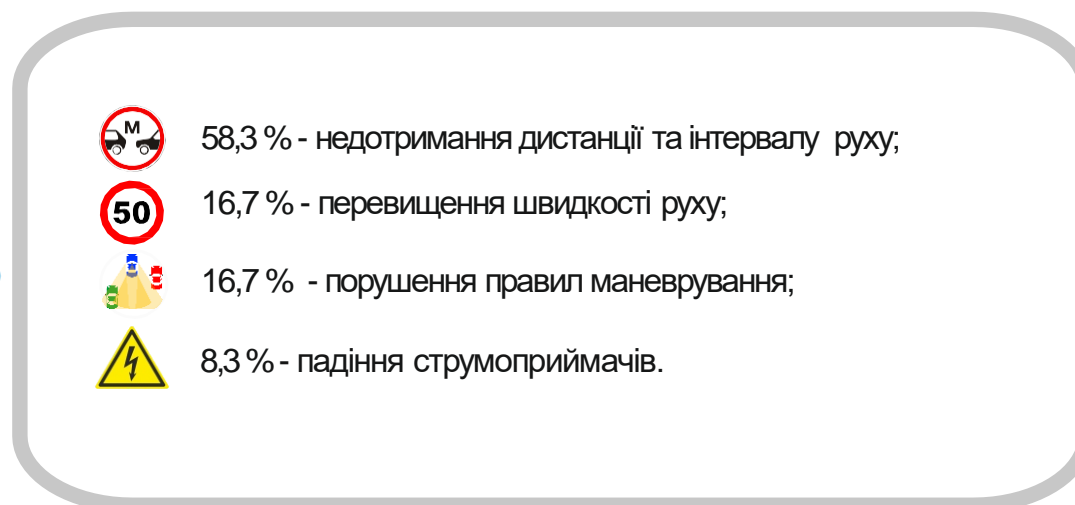 М
58,3 % - недотримання дистанції та інтервалу руху;
50
16,7 % - перевищення швидкості руху;
16,7 % - порушення правил маневрування;
8,3 % - падіння струмоприймачів.